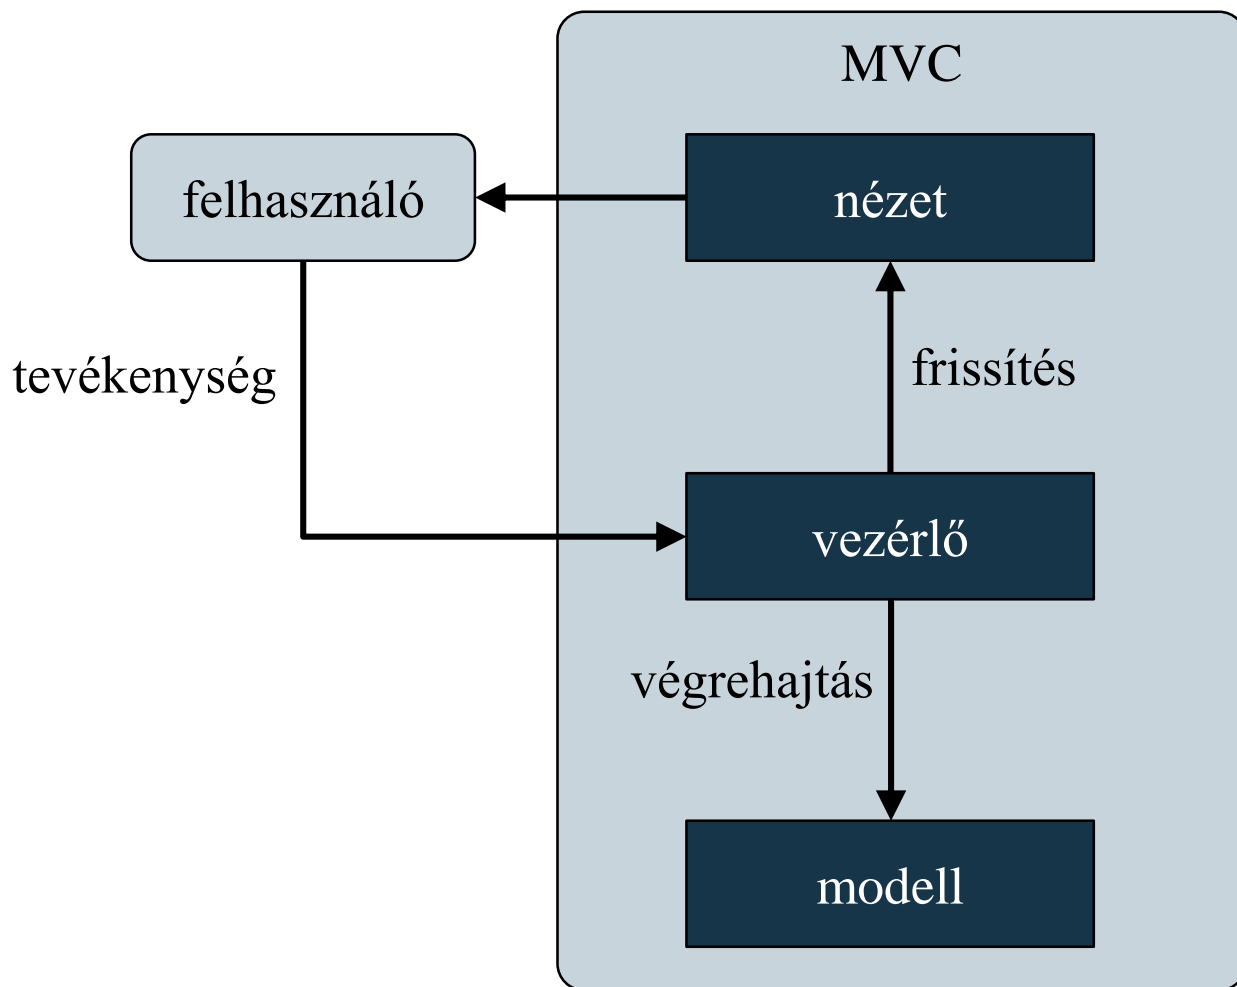 MVC
felhasználó
nézet
tevékenység
frissítés
vezérlő
végrehajtás
modell